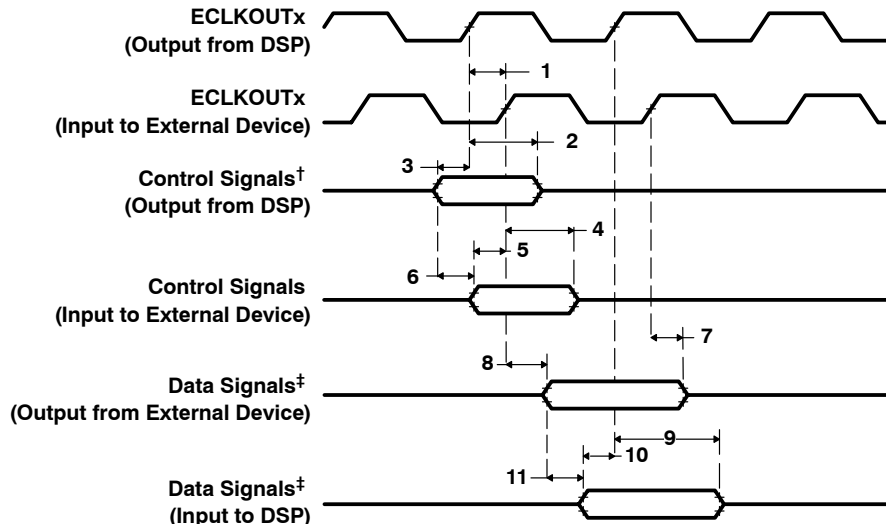 ECLKOUTx
(Output from DSP)
1
ECLKOUTx
(Input to External Device)
2
3
Control Signals†
(Output from DSP)
4
5
6
Control Signals
(Input to External Device)
7
8
Data Signals‡
(Output from External Device)
9
10
11
Data Signals‡
(Input to DSP)